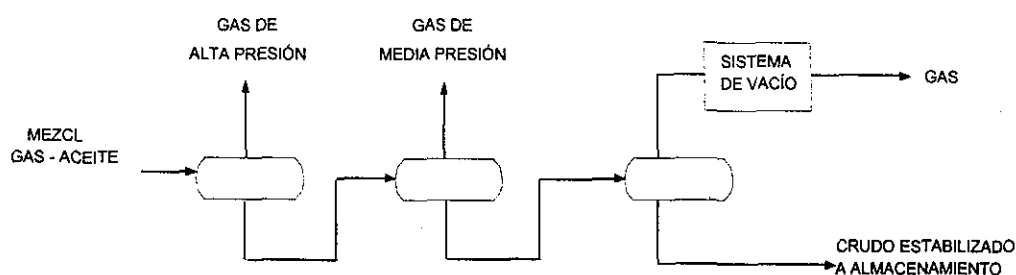 GAS DE
ALTA PRESIÓN
GAS DE
MEDIA PRESIÓN
SISTEMA
DE VACÍO
GAS
MEZCL
GAS - ACEITE
CRUDO ESTABILIZADO
A ALMACENAMIENTO